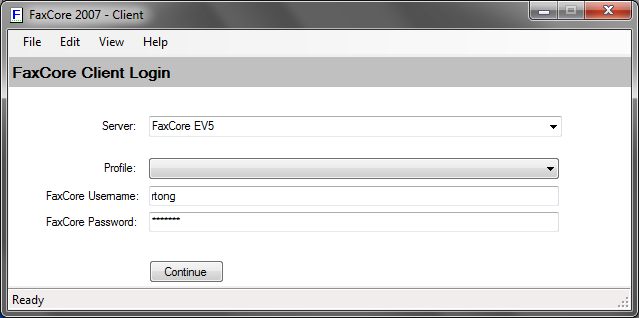 FaxCore 2007 - Client
File Edit View Help
FaxCore Client Login
Server: FaxCore EV5
Profile:
FaxCore Username: rtong
FaxCore Password: *******
Continue
Ready